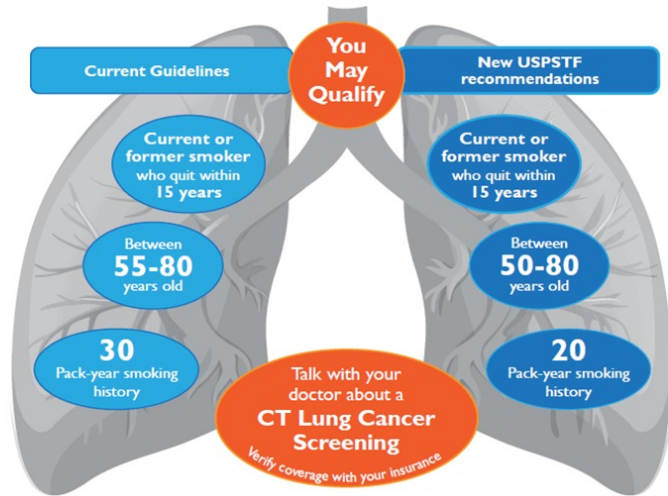 You
May
Qualify
Current Guidelines
Current or
former smoker
who quit within
15 years
Between
55-80
years old
30
Pack-year smoking
history
New USPSTF
recommendations
Current or
former smoker
who quit within
15 years
Between
50-80
years old
20
Pack-year smoking
history
Talk with your
doctor about a
CT Lung Cancer
Screening
Verify coverage with your insurance